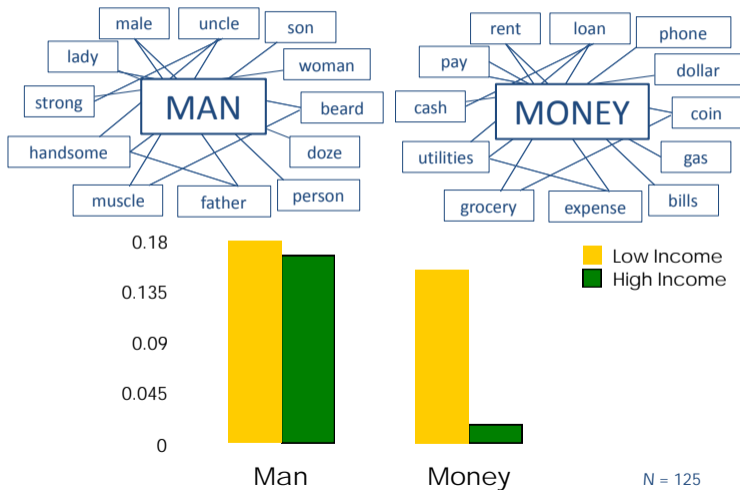 male
uncle
son
lady
woman
strong
MAN
beard
handsome
doze
muscle
father
person
rent
loan
phone
pay
dollar
cash
MONEY
coin
utilities
gas
grocery
expense
bills
0.18
0.135
0.09
0.045
0
Low Income
High Income
Man
Money
N = 125